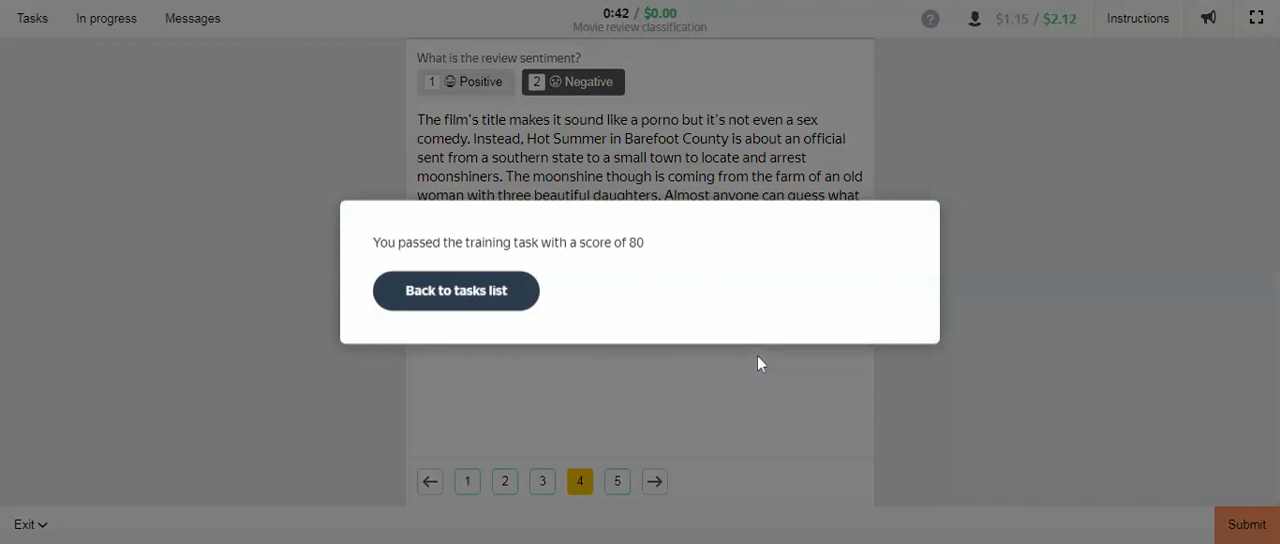 Tasks In progress Messages 0:42 / $0.00 $1.15 / $2.12 Instructions
Movie review classification
What is the review sentiment?
1 Positive 2 Negative
The film's title makes it sound like a porno but it's not even a sex
comedy. Instead, Hot Summer in Barefoot County is about an official
sent from a southern state to a small town to locate and arrest
moonshiners. The moonshine though is coming from the farm of an old
woman with three beautiful daughters. Almost anyone can guess what
You passed the training task with a score of 80
Back to tasks list
1 2 3 4 5
Exit Submit